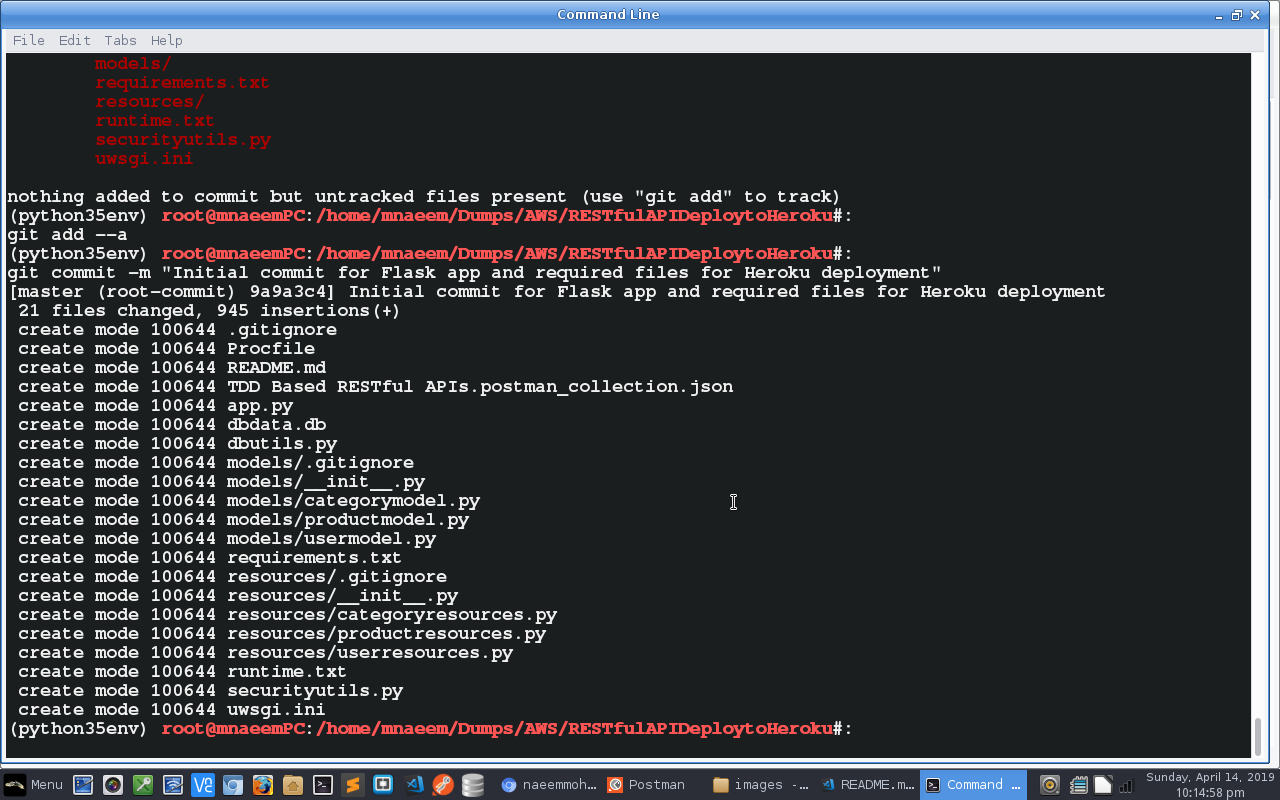 Command Line
File Edit Tabs Help
models/
requirements.txt
resources/
runtime.txt
securityutils.py
uwsgi.ini
nothing added to commit but untracked files present (use "git add" to track)
(python35env) root@mnaeemPC:/home/mnaeem/Dumps/AWS/RESTfulAPIDeploytoHeroku#:
git add --a
(python35env) root@mnaeemPC:/home/mnaeem/Dumps/AWS/RESTfulAPIDeploytoHeroku#:
git commit -m "Initial commit for Flask app and required files for Heroku deployment"
[master (root-commit) 9a9a3c4] Initial commit for Flask app and required files for Heroku deployment
21 files changed, 945 insertions(+)
create mode 100644 .gitignore
create mode 100644 Procfile
create mode 100644 README.md
create mode 100644 TDD Based RESTful APIs.postman_collection.json
create mode 100644 app.py
create mode 100644 dbdata.db
create mode 100644 dbutils.py
create mode 100644 models/.gitignore
create mode 100644 models/__init__.py
create mode 100644 models/categorymodel.py
create mode 100644 models/productmodel.py
create mode 100644 models/usermodel.py
create mode 100644 requirements.txt
create mode 100644 resources/.gitignore
create mode 100644 resources/__init__.py
create mode 100644 resources/categoryresources.py
create mode 100644 resources/productresources.py
create mode 100644 resources/userresources.py
create mode 100644 runtime.txt
create mode 100644 securityutils.py
create mode 100644 uwsgi.ini
(python35env) root@mnaeemPC:/home/mnaeem/Dumps/AWS/RESTfulAPIDeploytoHeroku#:
Menu naeemmoh... Postman images -... README.m... Command ... Sunday, April 14, 2019
10:14:58 pm